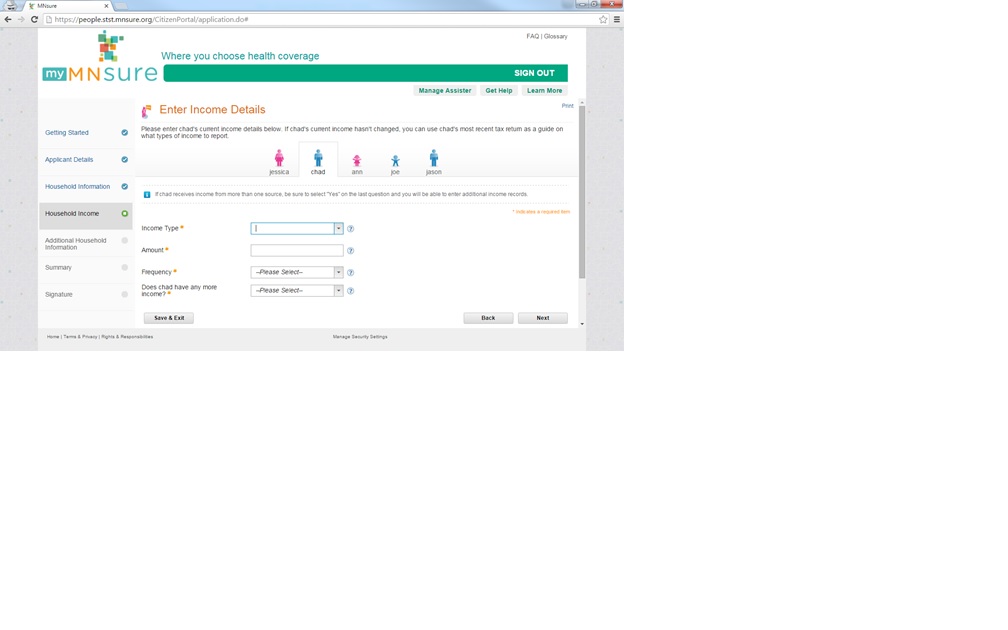 MNsure
https://people.stst.mnsure.org/CitizenPortal/application.do#
FAQ | Glossary
Where you choose health coverage
my MNsure
SIGN OUT
Manage Assister Get Help Learn More
Print
Enter Income Details
Please enter chad's current income details below. If chad's current income hasn't changed, you can use chad's most recent tax return as a guide on
what types of income to report.
Getting Started
Applicant Details
Household Information
Household Income
Additional Household
Information
Summary
Signature
jessica chad ann joe jason
If chad receives income from more than one source, be sure to select "Yes" on the last question and you will be able to enter additional income records.
* indicates a required item
Income Type *
Amount *
Frequency * --Please Select--
Does chad have any more
income? * --Please Select--
Save & Exit Back Next
Home | Terms & Privacy | Rights & Responsibilities Manage Security Settings